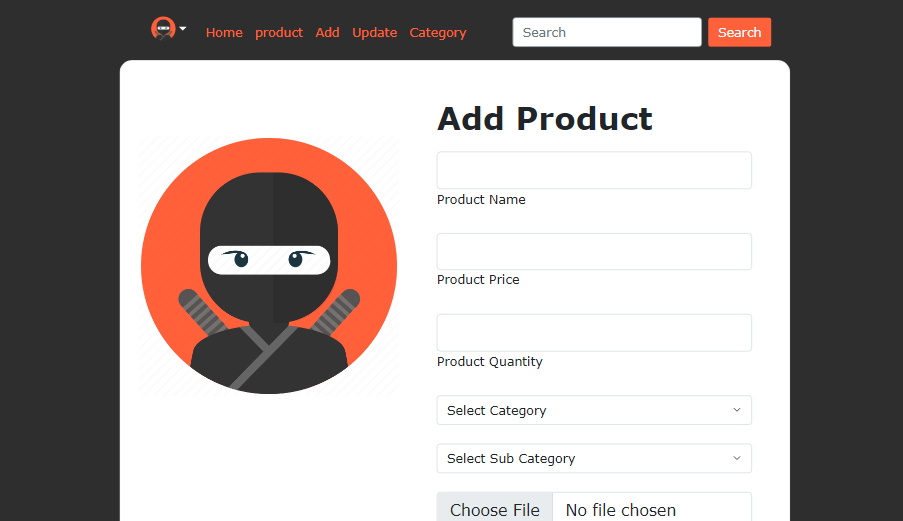 Home product Add Update Category Search Search
Add Product
Product Name
Product Price
Product Quantity
Select Category
Select Sub Category
Choose File No file chosen